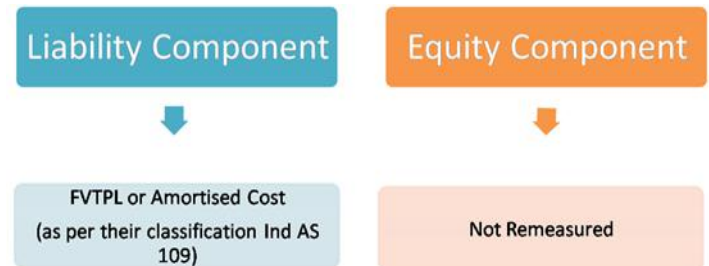 Liability Component
Equity Component
FVTPL or Amortised Cost
(as per their classification Ind AS
109)
Not Remeasured